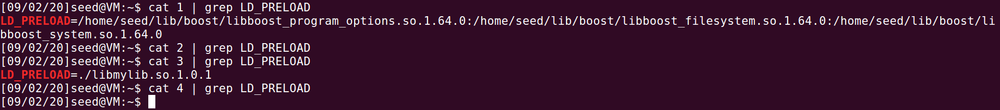 [09/02/20]seed@VM:~$ cat 1 | grep LD_PRELOAD
LD_PRELOAD=/home/seed/lib/boost/libboost_program_options.so.1.64.0:/home/seed/lib/boost/libboost_filesystem.so.1.64.0:/home/seed/lib/boost/li
bboost_system.so.1.64.0
[09/02/20]seed@VM:~$ cat 2 | grep LD_PRELOAD
[09/02/20]seed@VM:~$ cat 3 | grep LD_PRELOAD
LD_PRELOAD=./libmylib.so.1.0.1
[09/02/20]seed@VM:~$ cat 4 | grep LD_PRELOAD
[09/02/20]seed@VM:~$